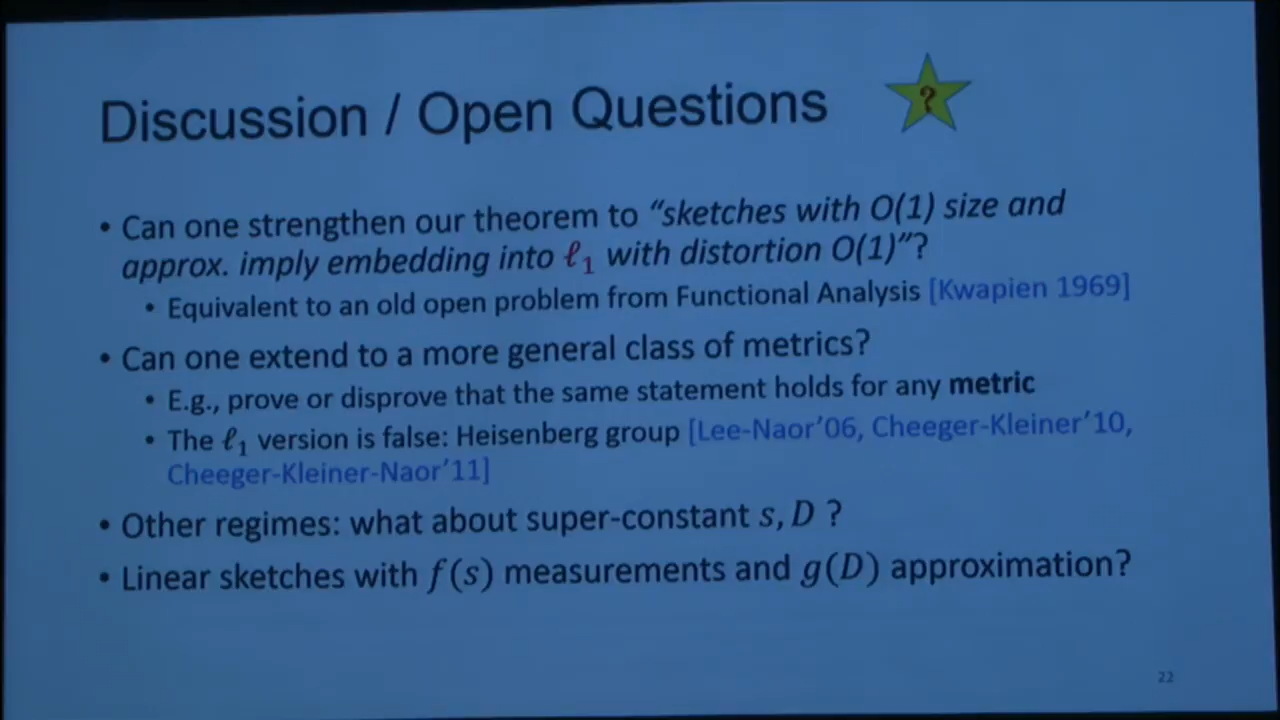 Discussion / Open Questions
?
• Can one strengthen our theorem to “sketches with O(1) size and
approx. imply embedding into ℓ₁ with distortion O(1)”?
• Equivalent to an old open problem from Functional Analysis [Kwapien 1969]
• Can one extend to a more general class of metrics?
• E.g., prove or disprove that the same statement holds for any metric
• The ℓ₁ version is false: Heisenberg group [Lee-Naor’06, Cheeger-Kleiner’10,
Cheeger-Kleiner-Naor’11]
• Other regimes: what about super-constant s, D ?
• Linear sketches with f(s) measurements and g(D) approximation?
22